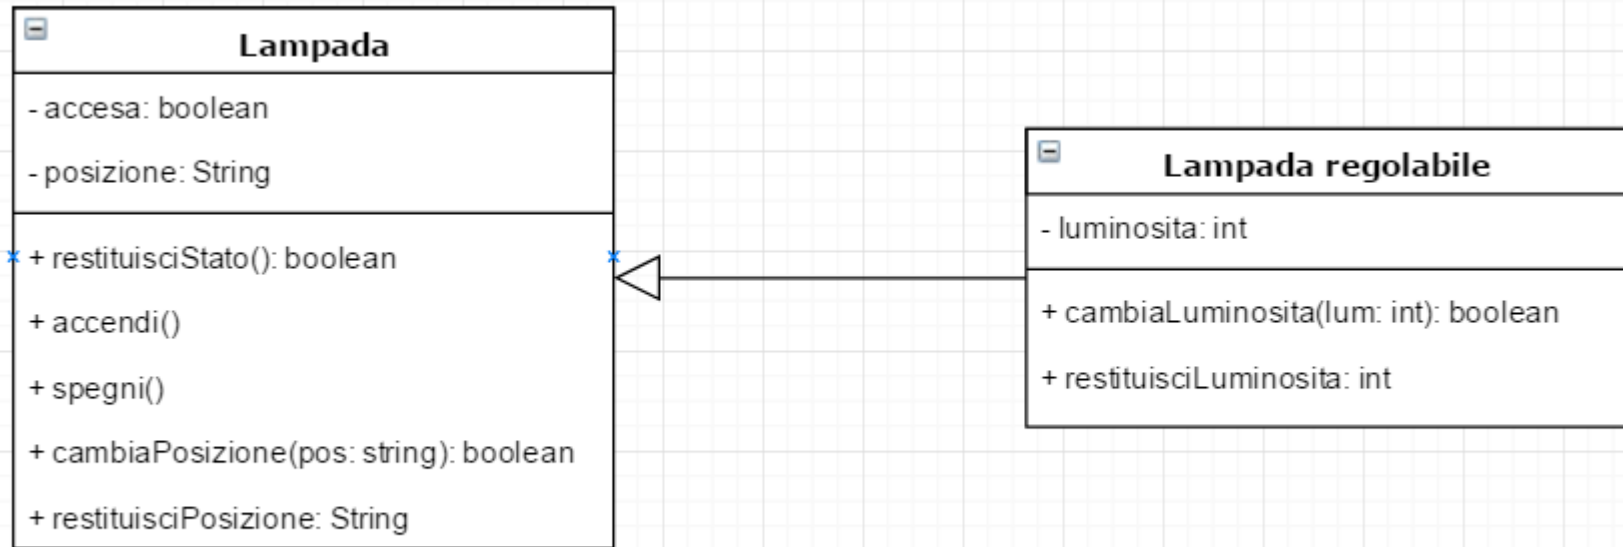 Lampada
- accesa: boolean
- posizione: String
+ restituisciStato(): boolean
+ accendi()
+ spegni()
+ cambiaPosizione(pos: string): boolean
+ restituisciPosizione: String
Lampada regolabile
- luminosita: int
+ cambiaLuminosita(lum: int): boolean
+ restituisciLuminosita: int